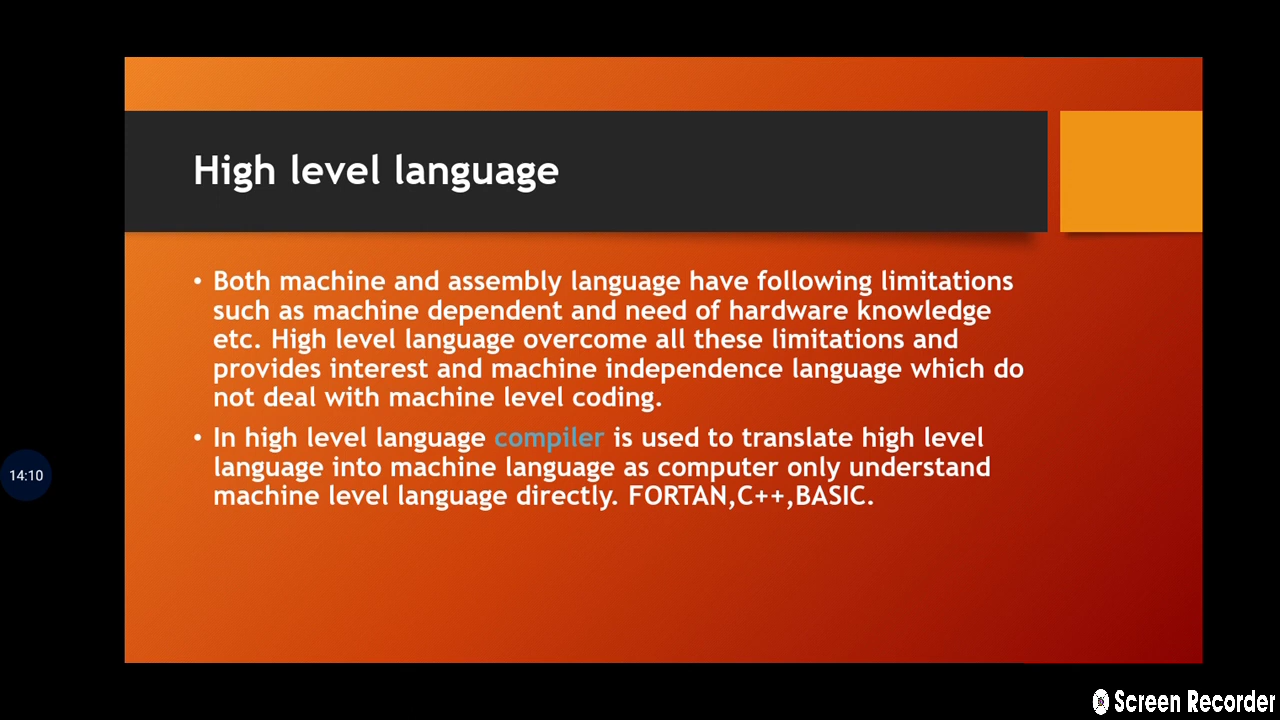 High level language
• Both machine and assembly language have following limitations
such as machine dependent and need of hardware knowledge
etc. High level language overcome all these limitations and
provides interest and machine independence language which do
not deal with machine level coding.
• In high level language compiler is used to translate high level
language into machine language as computer only understand
machine level language directly. FORTAN,C++,BASIC.
14:10
Screen Recorder